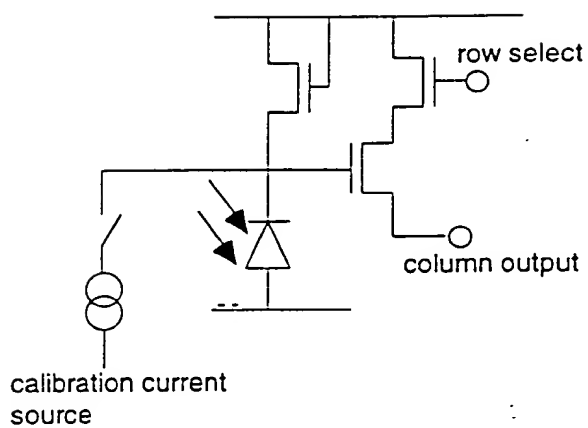 row select
column output
calibration current
source